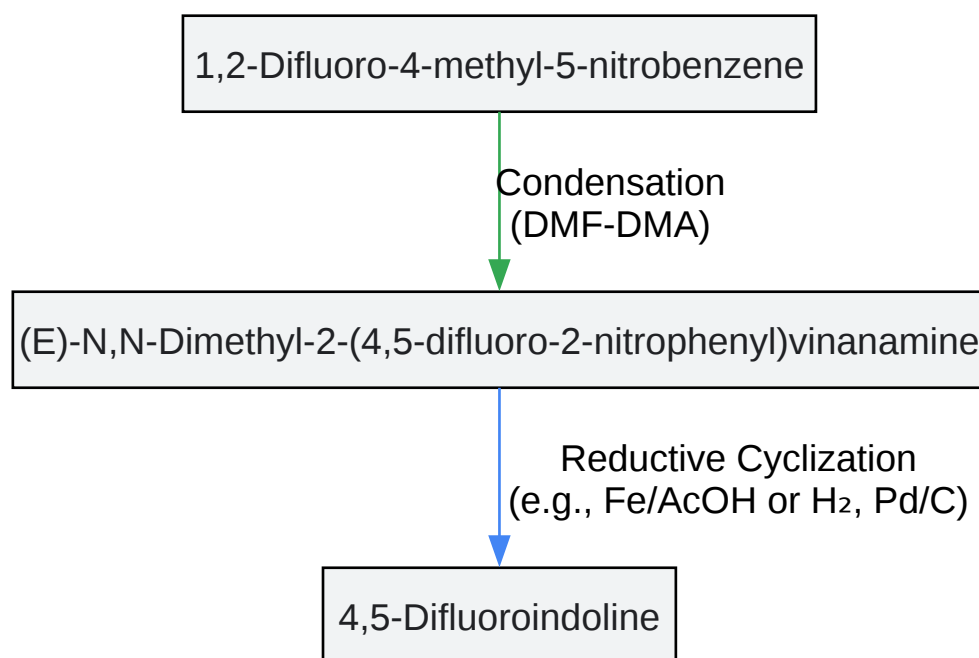 1,2-Difluoro-4-methyl-5-nitrobenzene
Condensation
(DMF-DMA)
(E)-N,N-Dimethyl-2-(4,5-difluoro-2-nitrophenyl)vinanamine
Reductive Cyclization
(e.g., Fe/AcOH or H₂, Pd/C)
4,5-Difluoroindoline